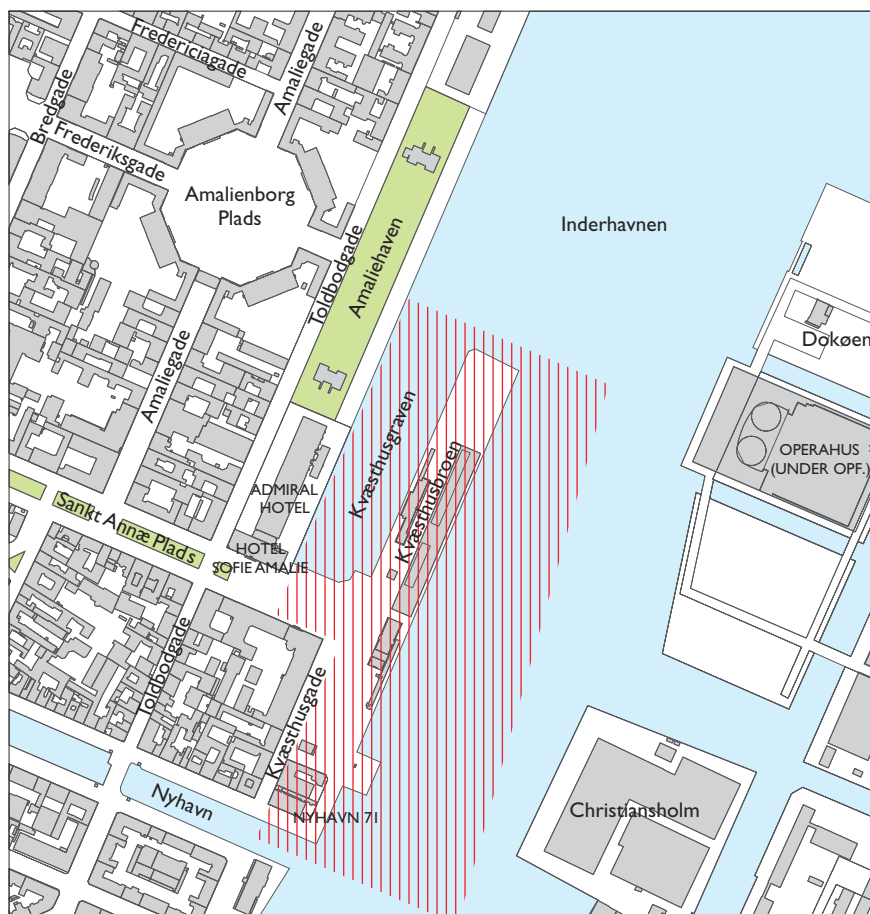 Fredericiagade
Amaliegade
Bredgade
Frederiksgade
Amalienborg
Plads
Toldbodgade
Amaliehaven
Inderhavnen
Dokøen
Amaliegade
Kvæsthusgraven
Kvæsthusbroen
OPERAHUS
(UNDER OPF.)
ADMIRAL
HOTEL
Sankt Annæ Plads
HOTEL
SOFIE AMALIE
Toldbodgade
Kvæsthusgade
Nyhavn
NYHAVN 71
Christiansholm